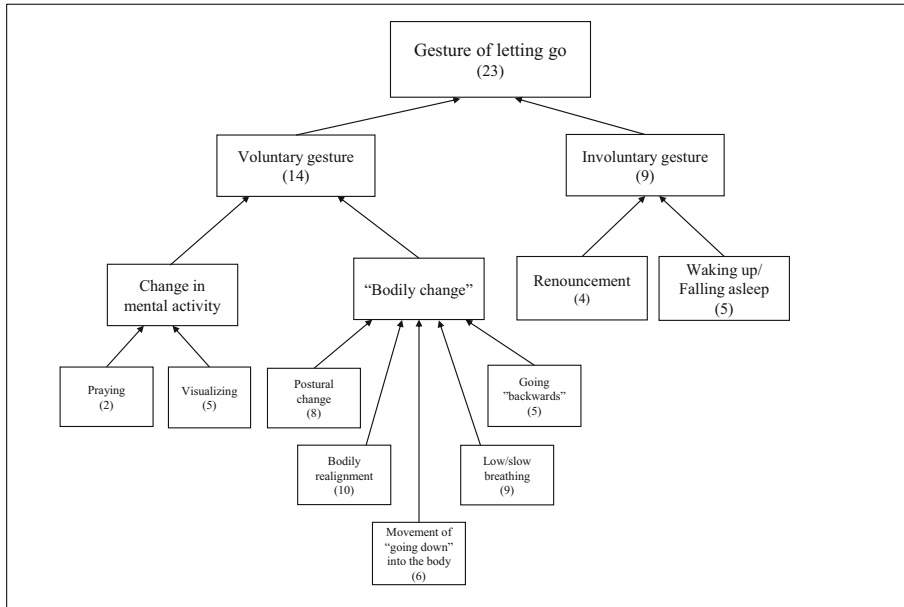 Gesture of letting go
(23)
Voluntary gesture
(14)
Involuntary gesture
(9)
Change in
mental activity
“Bodily change”
Renouncement
(4)
Waking up/
Falling asleep
(5)
Praying
(2)
Visualizing
(5)
Postural
change
(8)
Going
”backwards”
(5)
Bodily
realignment
(10)
Low/slow
breathing
(9)
Movement of
“going down”
into the body
(6)